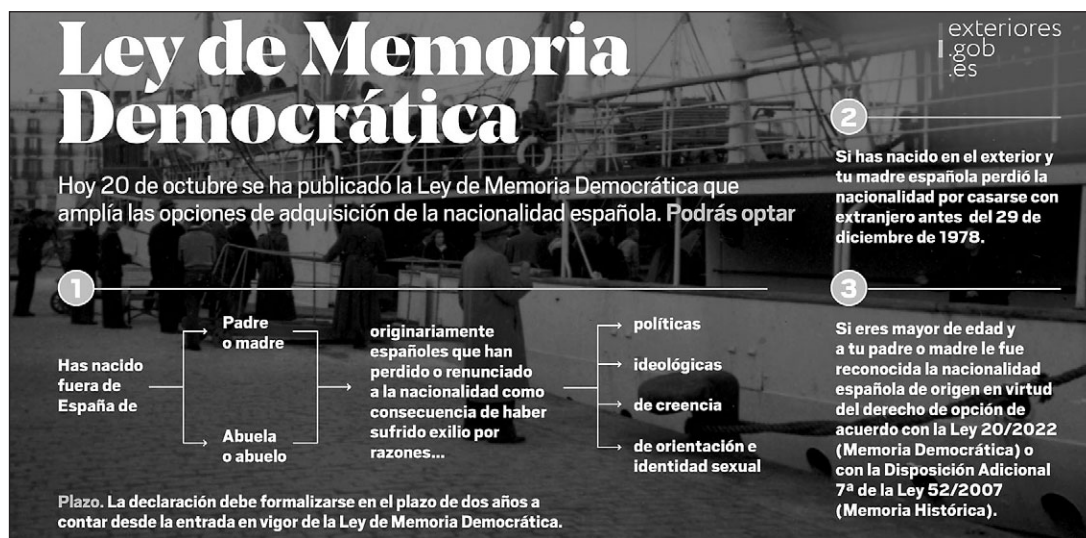 Ley de Memoria
Democrática
exteriores
.gob
.es
Hoy 20 de octubre se ha publicado la Ley de Memoria Democrática que
amplía las opciones de adquisición de la nacionalidad española. Podrás optar
1
Has nacido
fuera de
España de
Padre
o madre
Abuela
o abuelo
originariamente
españoles que han
perdido o renunciado
a la nacionalidad como
consecuencia de haber
sufrido exilio por
razones...
políticas
ideológicas
de creencia
de orientación e
identidad sexual
Plazo. La declaración debe formalizarse en el plazo de dos años a
contar desde la entrada en vigor de la Ley de Memoria Democrática.
2
Si has nacido en el exterior y
tu madre española perdió la
nacionalidad por casarse con
extranjero antes del 29 de
diciembre de 1978.
3
Si eres mayor de edad y
a tu padre o madre le fue
reconocida la nacionalidad
española de origen en virtud
del derecho de opción de
acuerdo con la Ley 20/2022
(Memoria Democrática) o
con la Disposición Adicional
7ª de la Ley 52/2007
(Memoria Histórica).